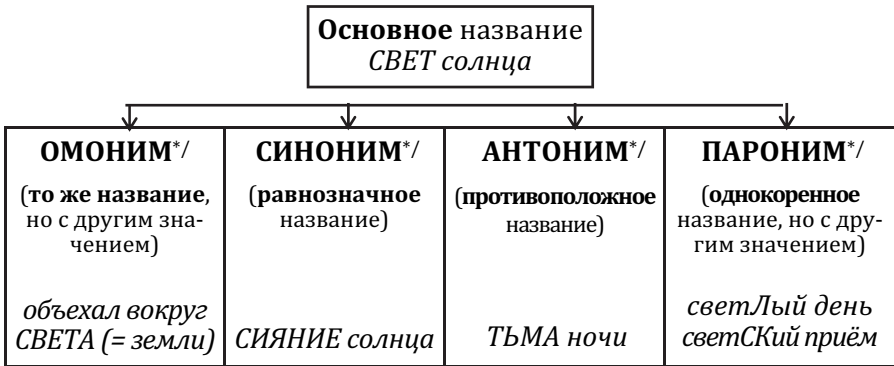 Основное название
СВЕТ солнца
ОМОНИМ*/
(то же название,
но с другим зна-
чением)
объехал вокруг
СВЕТА (= земли)
СИНОНИМ*/
(равнозначное
название)
СИЯНИЕ солнца
АНТОНИМ*/
(противоположное
название)
ТЬМА ночи
ПАРОНИМ*/
(однокоренное
название, но с дру-
гим значением)
светЛый день
светСКий приём